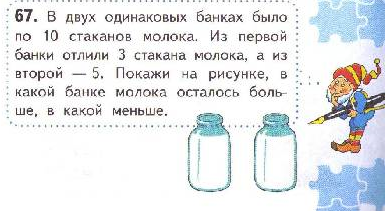 67. В двух одинаковых банках было
по 10 стаканов молока. Из первой
банки отлили 3 стакана молока, а из
второй — 5. Покажи на рисунке, в
какой банке молока осталось боль-
ше, в какой меньше.